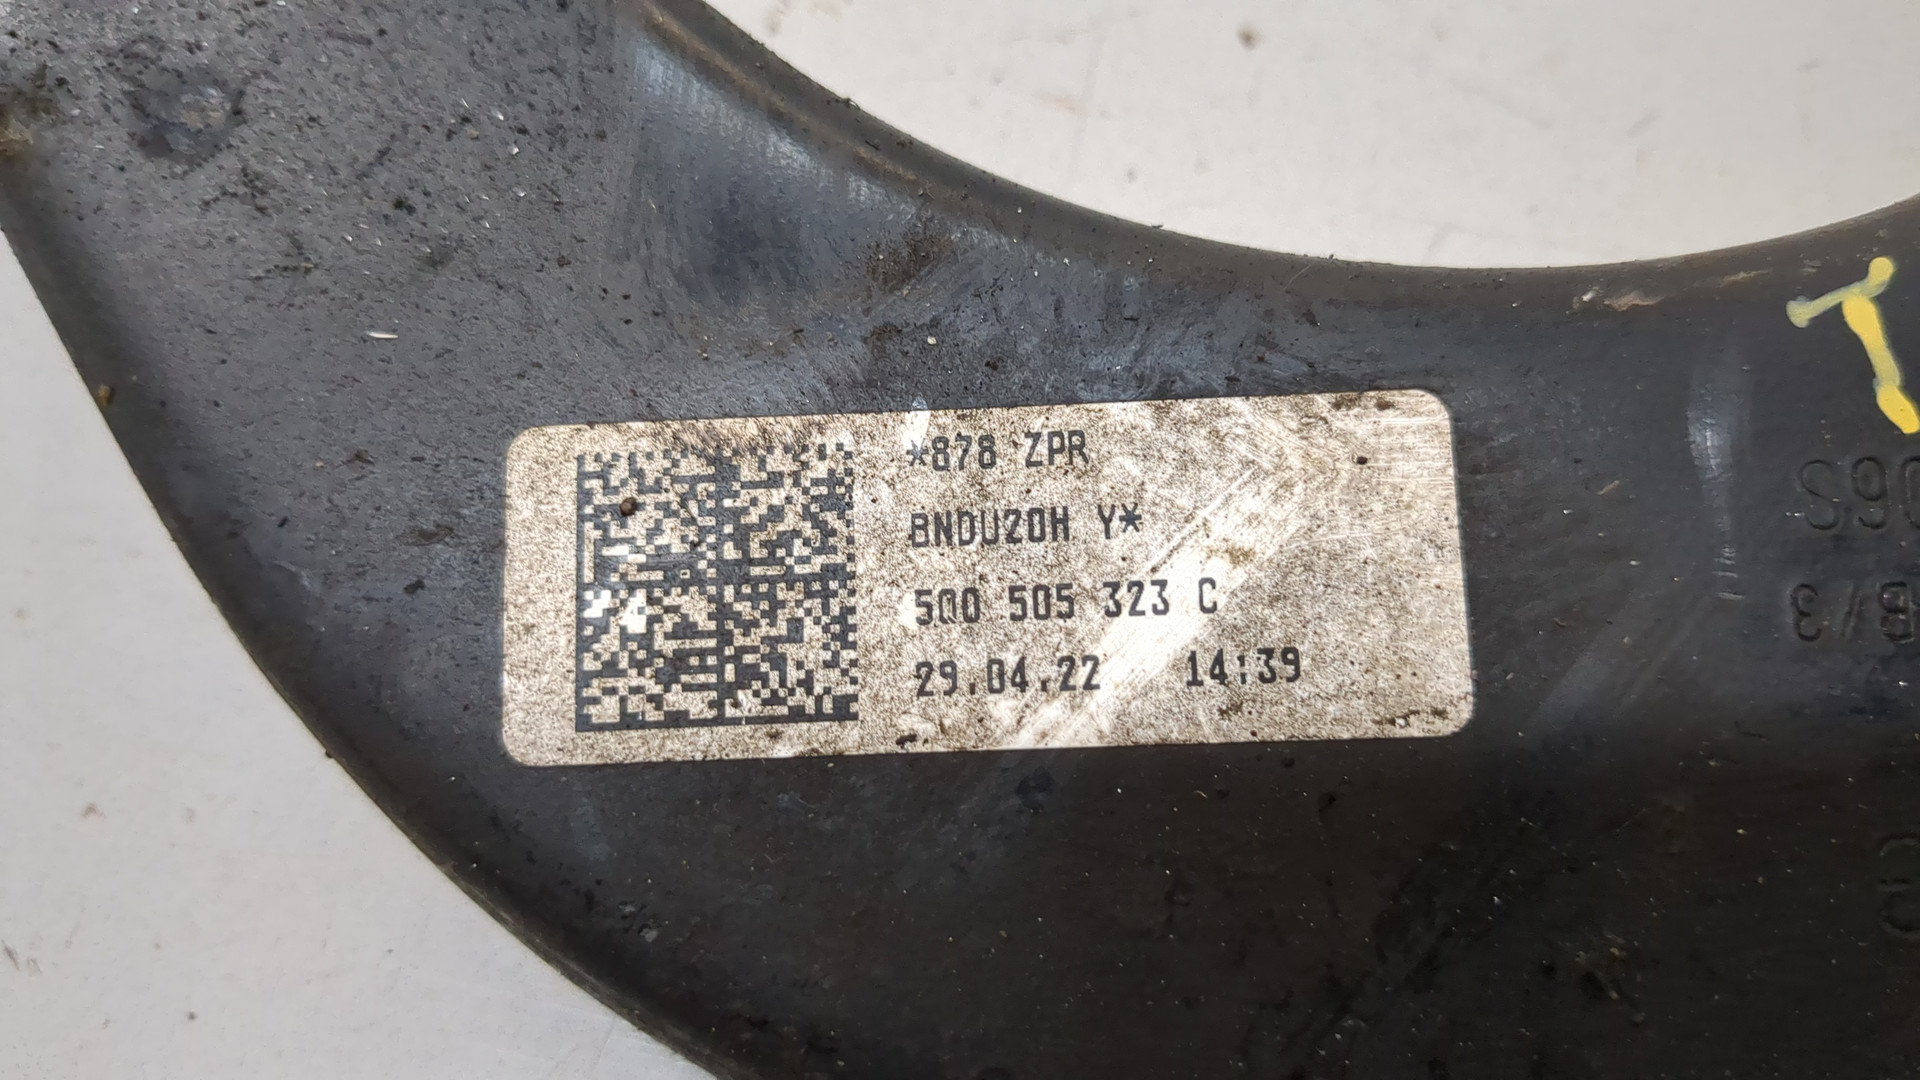 *878 ZPR
BNDU20H Y*
5Q0 505 323 C
29.04.22 14:39
T